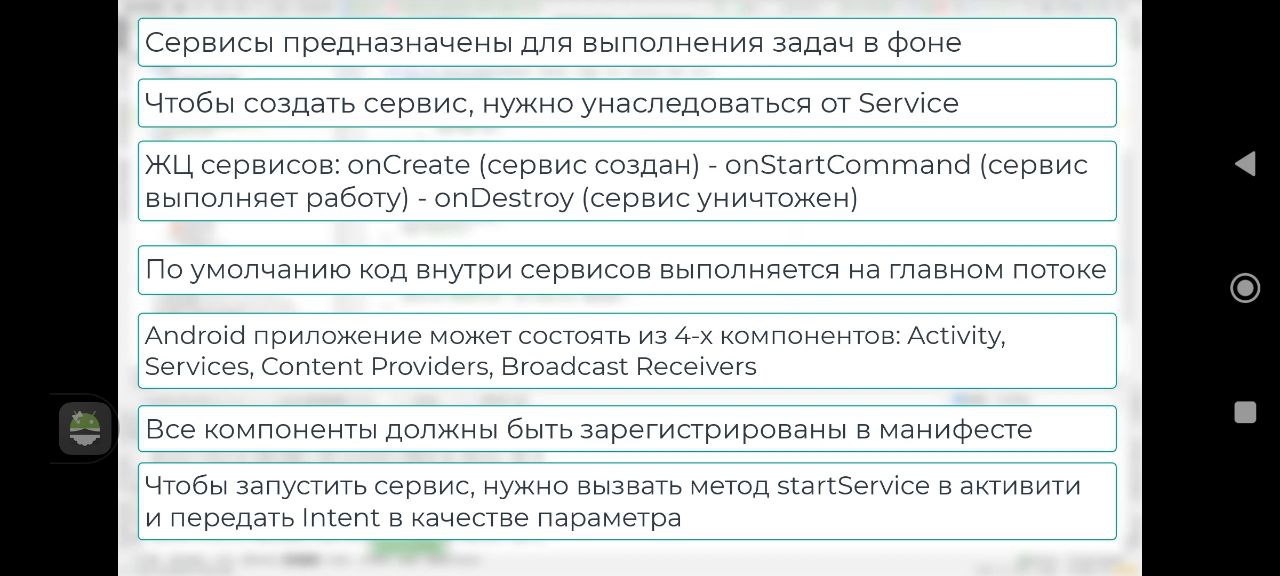 Сервисы предназначены для выполнения задач в фоне
Чтобы создать сервис, нужно унаследоваться от Service
ЖЦ сервисов: onCreate (сервис создан) - onStartCommand (сервис
выполняет работу) - onDestroy (сервис уничтожен)
По умолчанию код внутри сервисов выполняется на главном потоке
Android приложение может состоять из 4-х компонентов: Activity,
Services, Content Providers, Broadcast Receivers
Все компоненты должны быть зарегистрированы в манифесте
Чтобы запустить сервис, нужно вызвать метод startService в активити
и передать Intent в качестве параметра